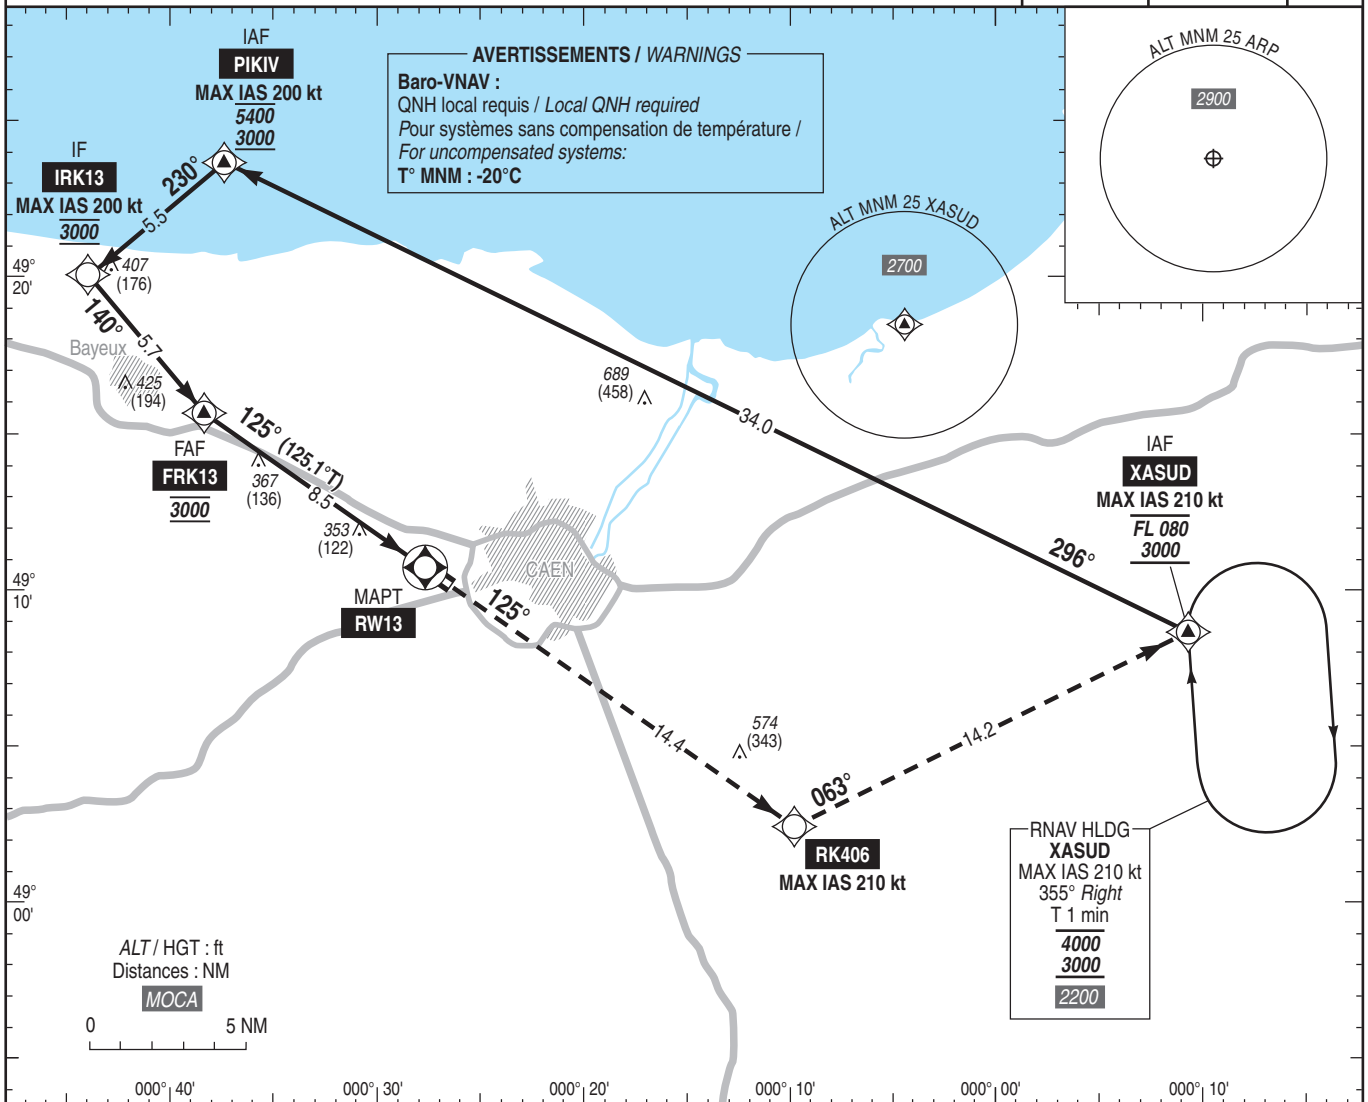 IAF
PIKIV
MAX IAS 200 kt
5400
3000
AVERTISSEMENTS / WARNINGS
Baro-VNAV :
QNH local requis / Local QNH required
Pour systèmes sans compensation de température /
For uncompensated systems:
T° MNM : -20°C
ALT MNM 25 ARP
2900
IF
IRK13
MAX IAS 200 kt
3000
230°
5.5
ALT MNM 25 XASUD
2700
49°
20'
407
(176)
140°
5.7
Bayeux
425
(194)
689
(458)
34.0
FAF
FRK13
3000
125° (125.1°T)
8.5
367
(136)
353
(122)
IAF
XASUD
MAX IAS 210 kt
FL 080
3000
296°
49°
10'
CAEN
MAPT
RW13
125°
14.4
574
(343)
14.2
063°
RK406
MAX IAS 210 kt
RNAV HLDG
XASUD
MAX IAS 210 kt
355° Right
T 1 min
4000
3000
2200
49°
00'
ALT / HGT : ft
Distances : NM
MOCA
0 5 NM
000° 40' 000° 30' 000° 20' 000° 10' 000° 00' 000° 10'